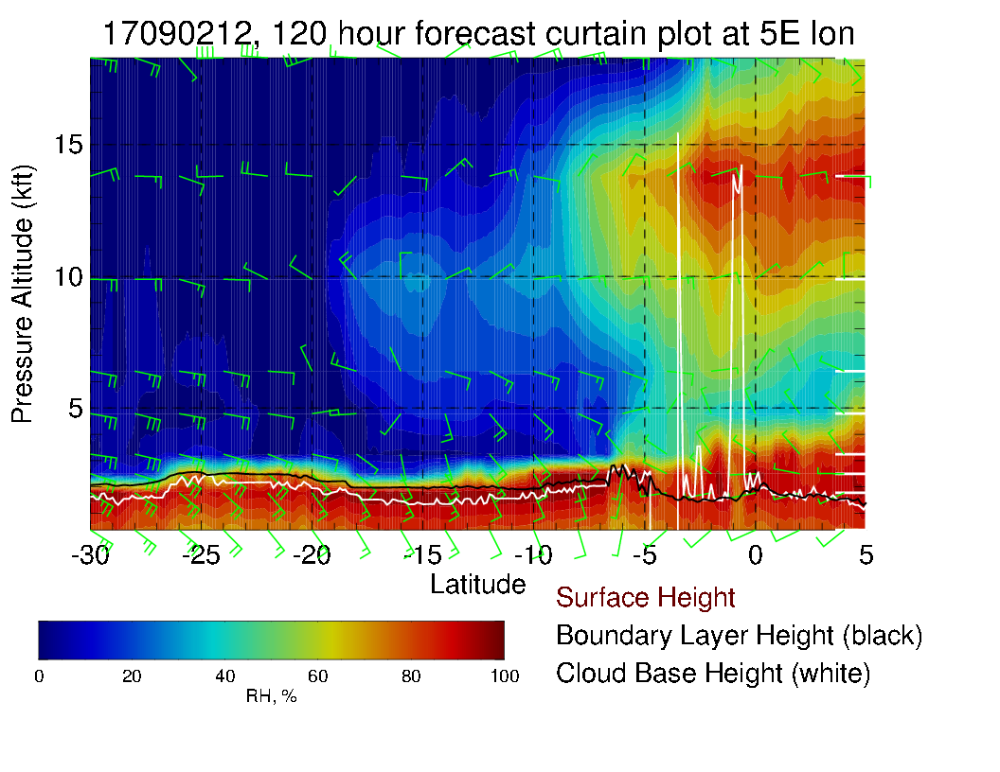 17090212, 120 hour forecast curtain plot at 5E lon
Pressure Altitude (kft)
15
10
5
-30 -25 -20 -15 -10 -5 0 5
Latitude
Surface Height
Boundary Layer Height (black)
Cloud Base Height (white)
0 20 40 60 80 100
RH, %